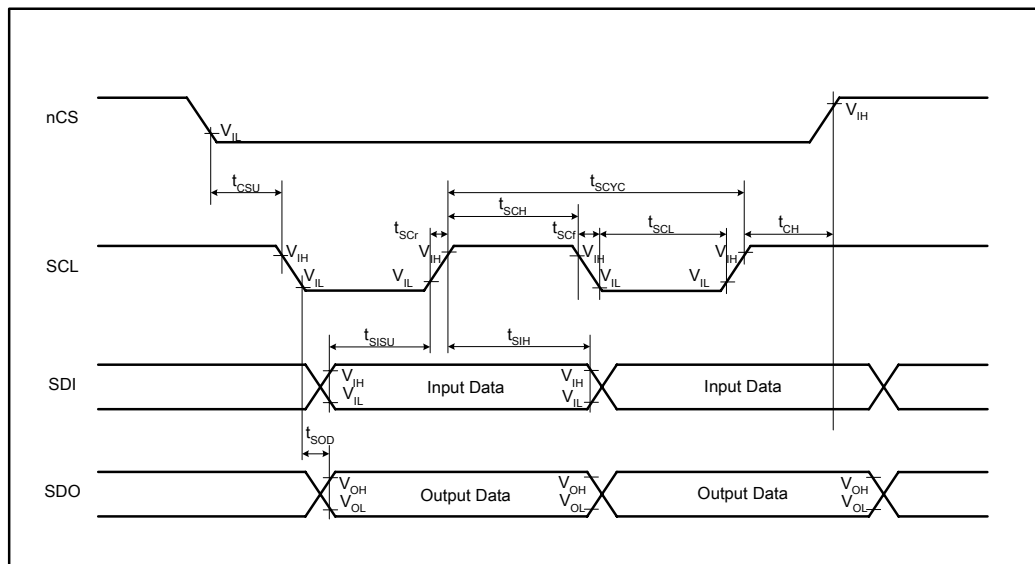 nCS
V_IL
V_IH
t_CSU
t_SCYC
t_SCH
t_SCr
t_SCf
t_SCL
t_CH
SCL
V_IH
V_IL
V_IL
V_IH
V_IH
V_IL
V_IL
V_IH
t_SISU
t_SIH
SDI
V_IH
V_IL
Input Data
V_IH
V_IL
Input Data
t_SOD
SDO
V_OH
V_OL
Output Data
V_OH
V_OL
Output Data
V_OH
V_OL